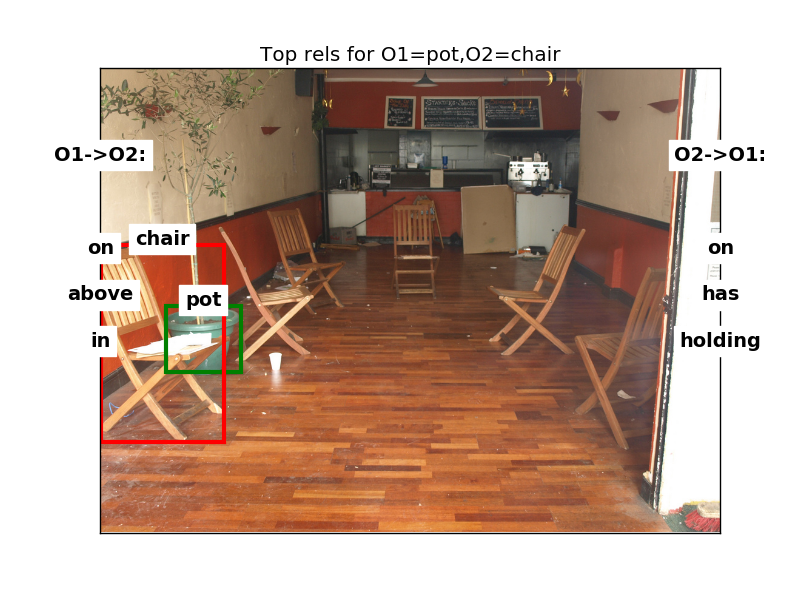 Top rels for O1=pot,O2=chair
O1->O2:
O2->O1:
on
chair
on
above
pot
has
in
holding